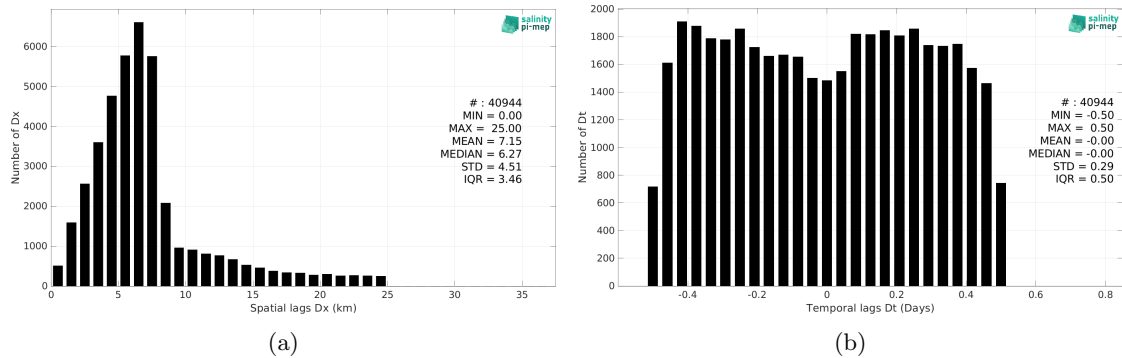 salinity
pi-mep
6000
5000
4000
3000
2000
1000
0
Number of Dx
# : 40944
MIN = 0.00
MAX = 25.00
MEAN = 7.15
MEDIAN = 6.27
STD = 4.51
IQR = 3.46
0 5 10 15 20 25 30 35
Spatial lags Dx (km)
(a)
salinity
pi-mep
2000
1800
1600
1400
1200
1000
800
600
400
200
0
Number of Dt
# : 40944
MIN = -0.50
MAX = 0.50
MEAN = -0.00
MEDIAN = -0.00
STD = 0.29
IQR = 0.50
-0.4 -0.2 0 0.2 0.4 0.6 0.8
Temporal lags Dt (Days)
(b)